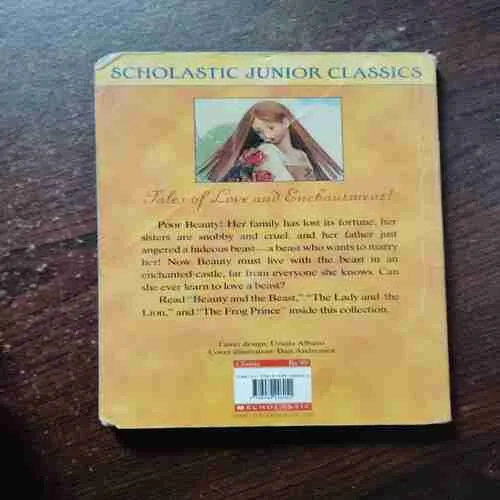 SCHOLASTIC JUNIOR CLASSICS
Tales of Love and Enchantment!
Poor Beauty! Her family has lost its fortune, her
sisters are snobby and cruel, and her father just
angered a hideous beast—a beast who wants to marry
her! Now Beauty must live with the beast in an
enchanted castle, far from everyone she knows. Can
she ever learn to love a beast?
Read "Beauty and the Beast," "The Lady and the
Lion," and "The Frog Prince" inside this collection.
Cover design: Ursula Albano
Cover illustration: Dan Andreasen
Classic Rs 99
SCHOLASTIC